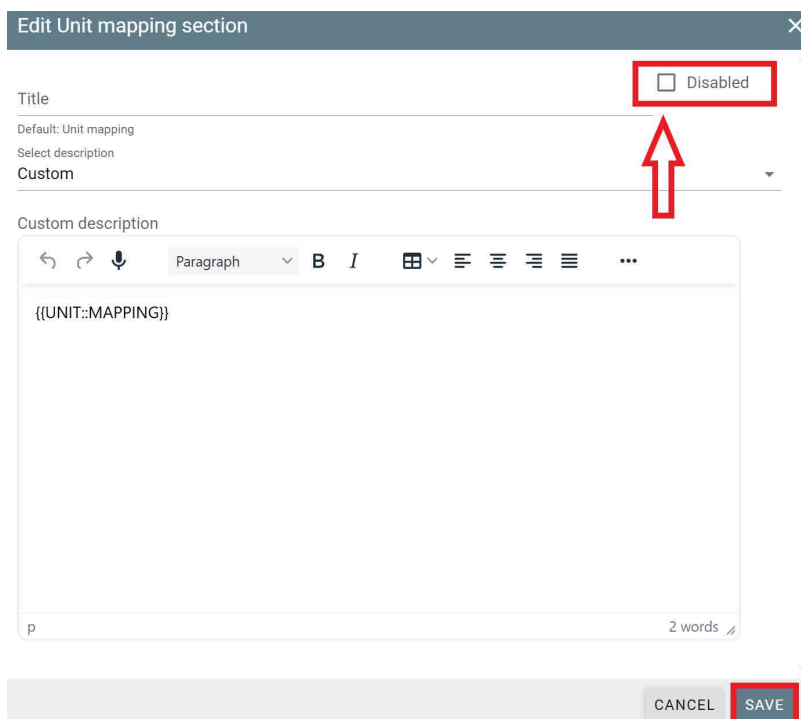 Edit Unit mapping section
Disabled
Title
Default: Unit mapping
Select description
Custom
Custom description
Paragraph B I
{{UNIT::MAPPING}}
p 2 words
CANCEL SAVE